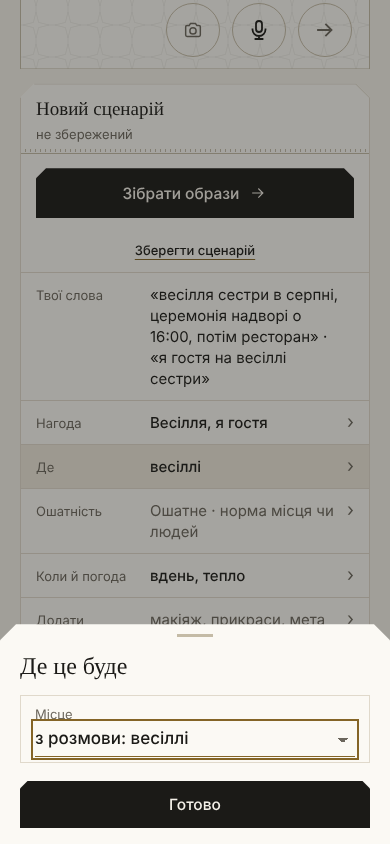 Новий сценарій
не збережений
Зібрати образи →
Зберегти сценарій
Твої слова
«весілля сестри в серпні,
церемонія надворі о
16:00, потім ресторан» ·
«я гостя на весіллі
сестри»
Нагода
Весілля, я гостя
Де
весіллі
Ошатність
Ошатне · норма місця чи
людей
Коли й погода
вдень, тепло
Додати
макіяж, прикраси, мета
Де це буде
Місце
з розмови: весіллі
Готово